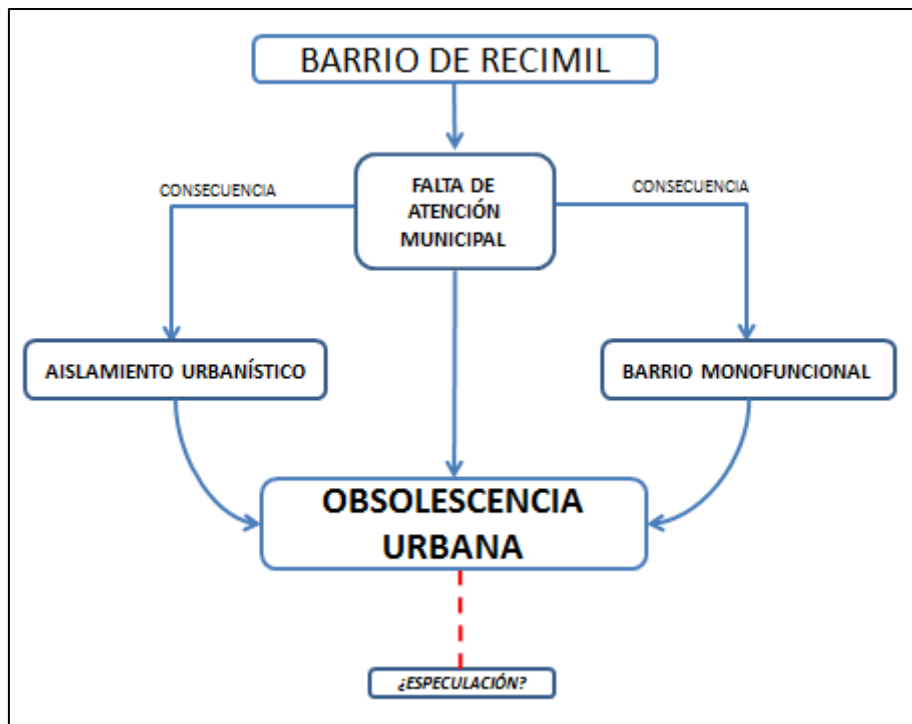 BARRIO DE RECIMIL
CONSECUENCIA
FALTA DE
ATENCIÓN
MUNICIPAL
CONSECUENCIA
AISLAMIENTO URBANÍSTICO
BARRIO MONOFUNCIONAL
OBSOLESCENCIA
URBANA
¿ESPECULACIÓN?